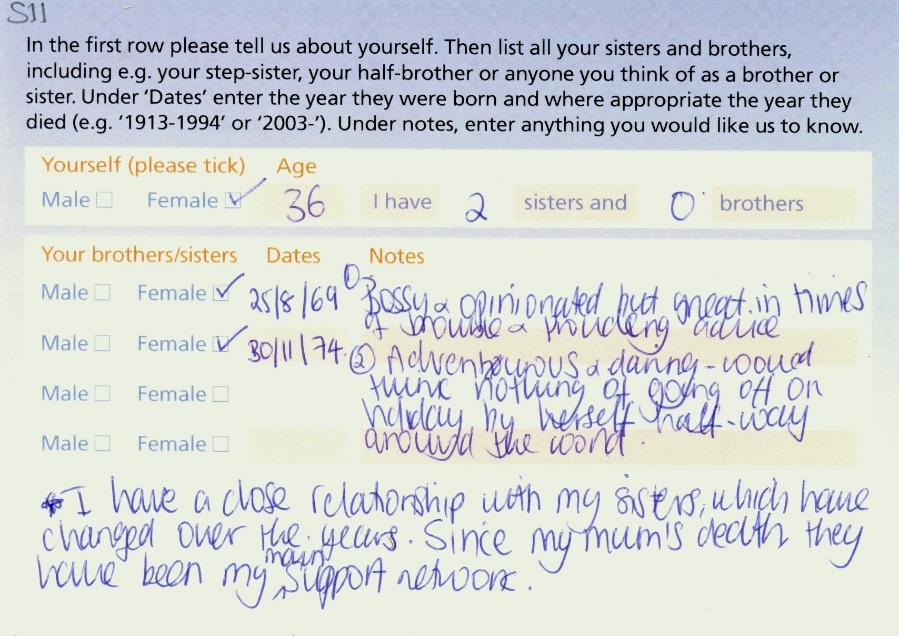 S11
In the first row please tell us about yourself. Then list all your sisters and brothers,
including e.g. your step-sister, your half-brother or anyone you think of as a brother or
sister. Under 'Dates' enter the year they were born and where appropriate the year they
died (e.g. '1913-1994' or '2003-'). Under notes, enter anything you would like us to know.
Yourself (please tick) Age
Male Female 36 I have 2 sisters and 0 brothers
Your brothers/sisters Dates Notes
Male Female 25/8/69 ① Bossy & opinionated but great in times
of trouble & providing advice
Male Female 30/11/74. ② Adventourous & daring - would
think nothing of going off on
Male Female
holiday by herself half-way
Male Female around the world.
* I have a close relationship with my sisters, which have
changed over the years. Since my mum's death they
have been my main support network.